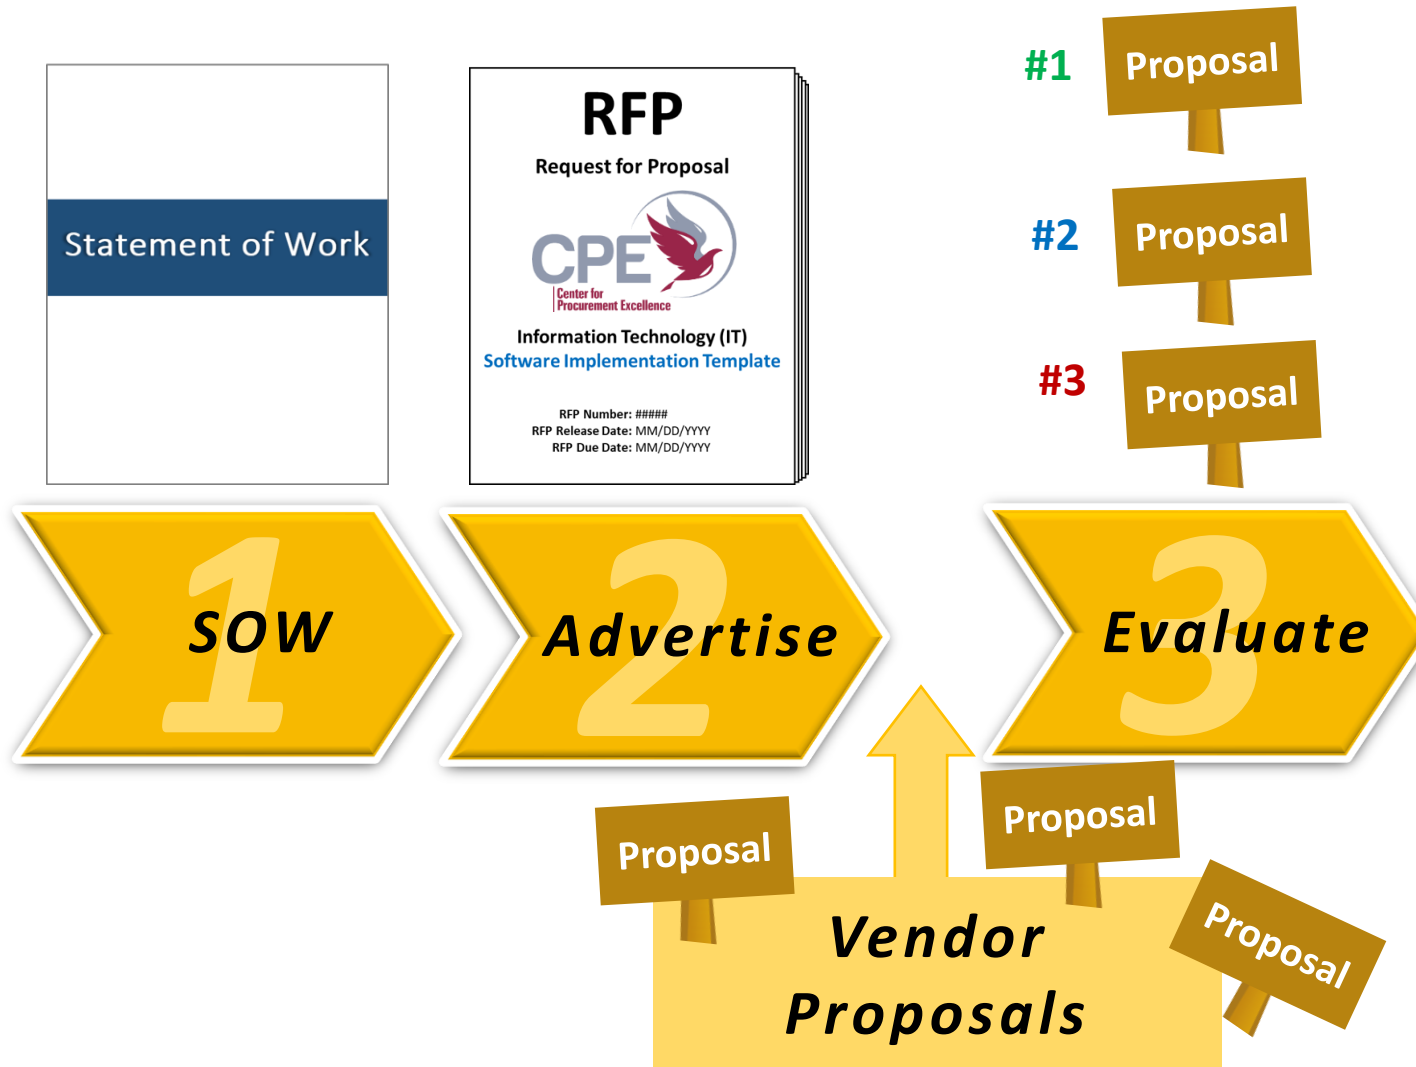 Statement of Work
RFP
Request for Proposal
CPE
Center for
Procurement Excellence
Information Technology (IT)
Software Implementation Template
RFP Number: #####
RFP Release Date: MM/DD/YYYY
RFP Due Date: MM/DD/YYYY
#1 Proposal
#2 Proposal
#3 Proposal
1
SOW
2
Advertise
3
Evaluate
Proposal
Proposal
Proposal
Vendor
Proposals